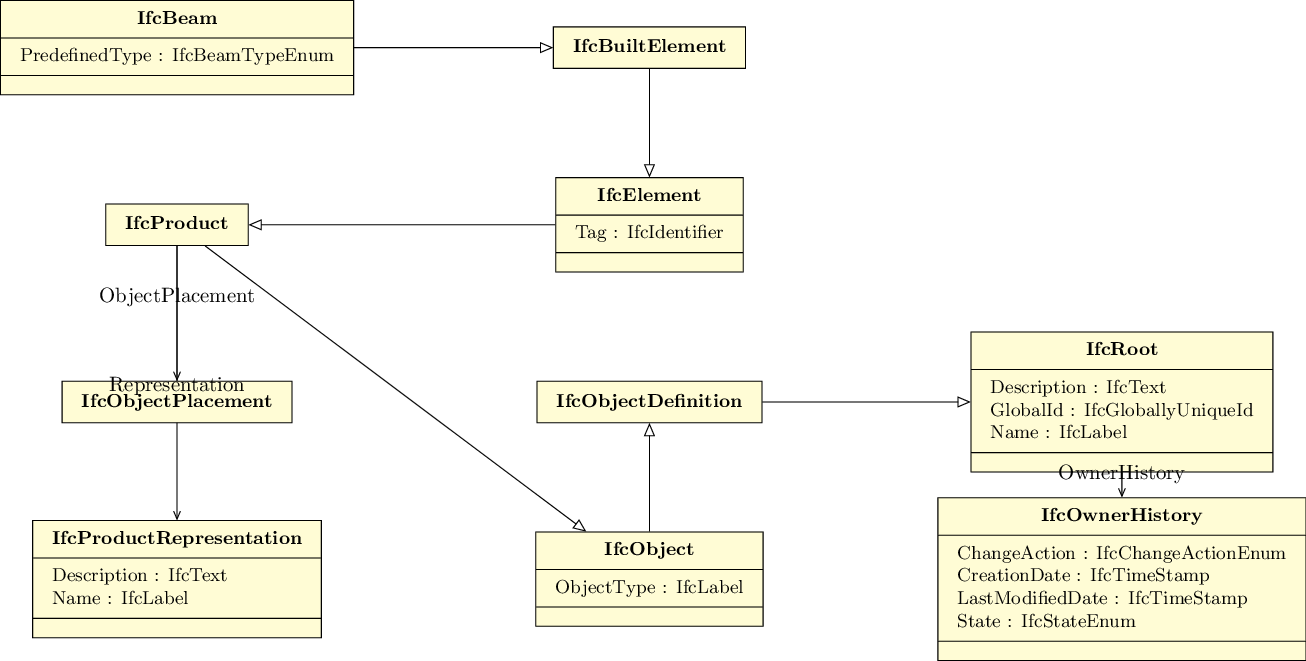 IfcBeam
PredefinedType : IfcBeamTypeEnum
IfcBuiltElement
IfcElement
Tag : IfcIdentifier
IfcProduct
ObjectPlacement
Representation
IfcObjectPlacement
IfcProductRepresentation
Description : IfcText
Name : IfcLabel
IfcObjectDefinition
IfcObject
ObjectType : IfcLabel
IfcRoot
Description : IfcText
GlobalId : IfcGloballyUniqueId
Name : IfcLabel
OwnerHistory
IfcOwnerHistory
ChangeAction : IfcChangeActionEnum
CreationDate : IfcTimeStamp
LastModifiedDate : IfcTimeStamp
State : IfcStateEnum